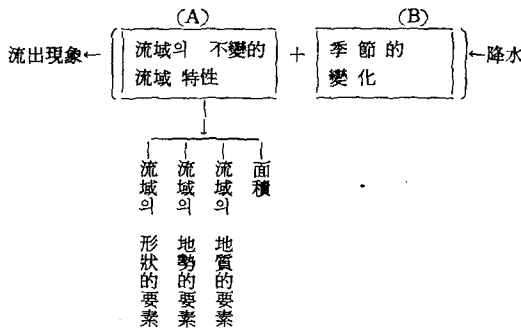 (A) (B)
流出現象← 流域의 不變的 + 季節的 ←降水
流域 特性 變化
流域의 形狀的要素
流域의 地勢的要素
流域의 地質的要素
面積